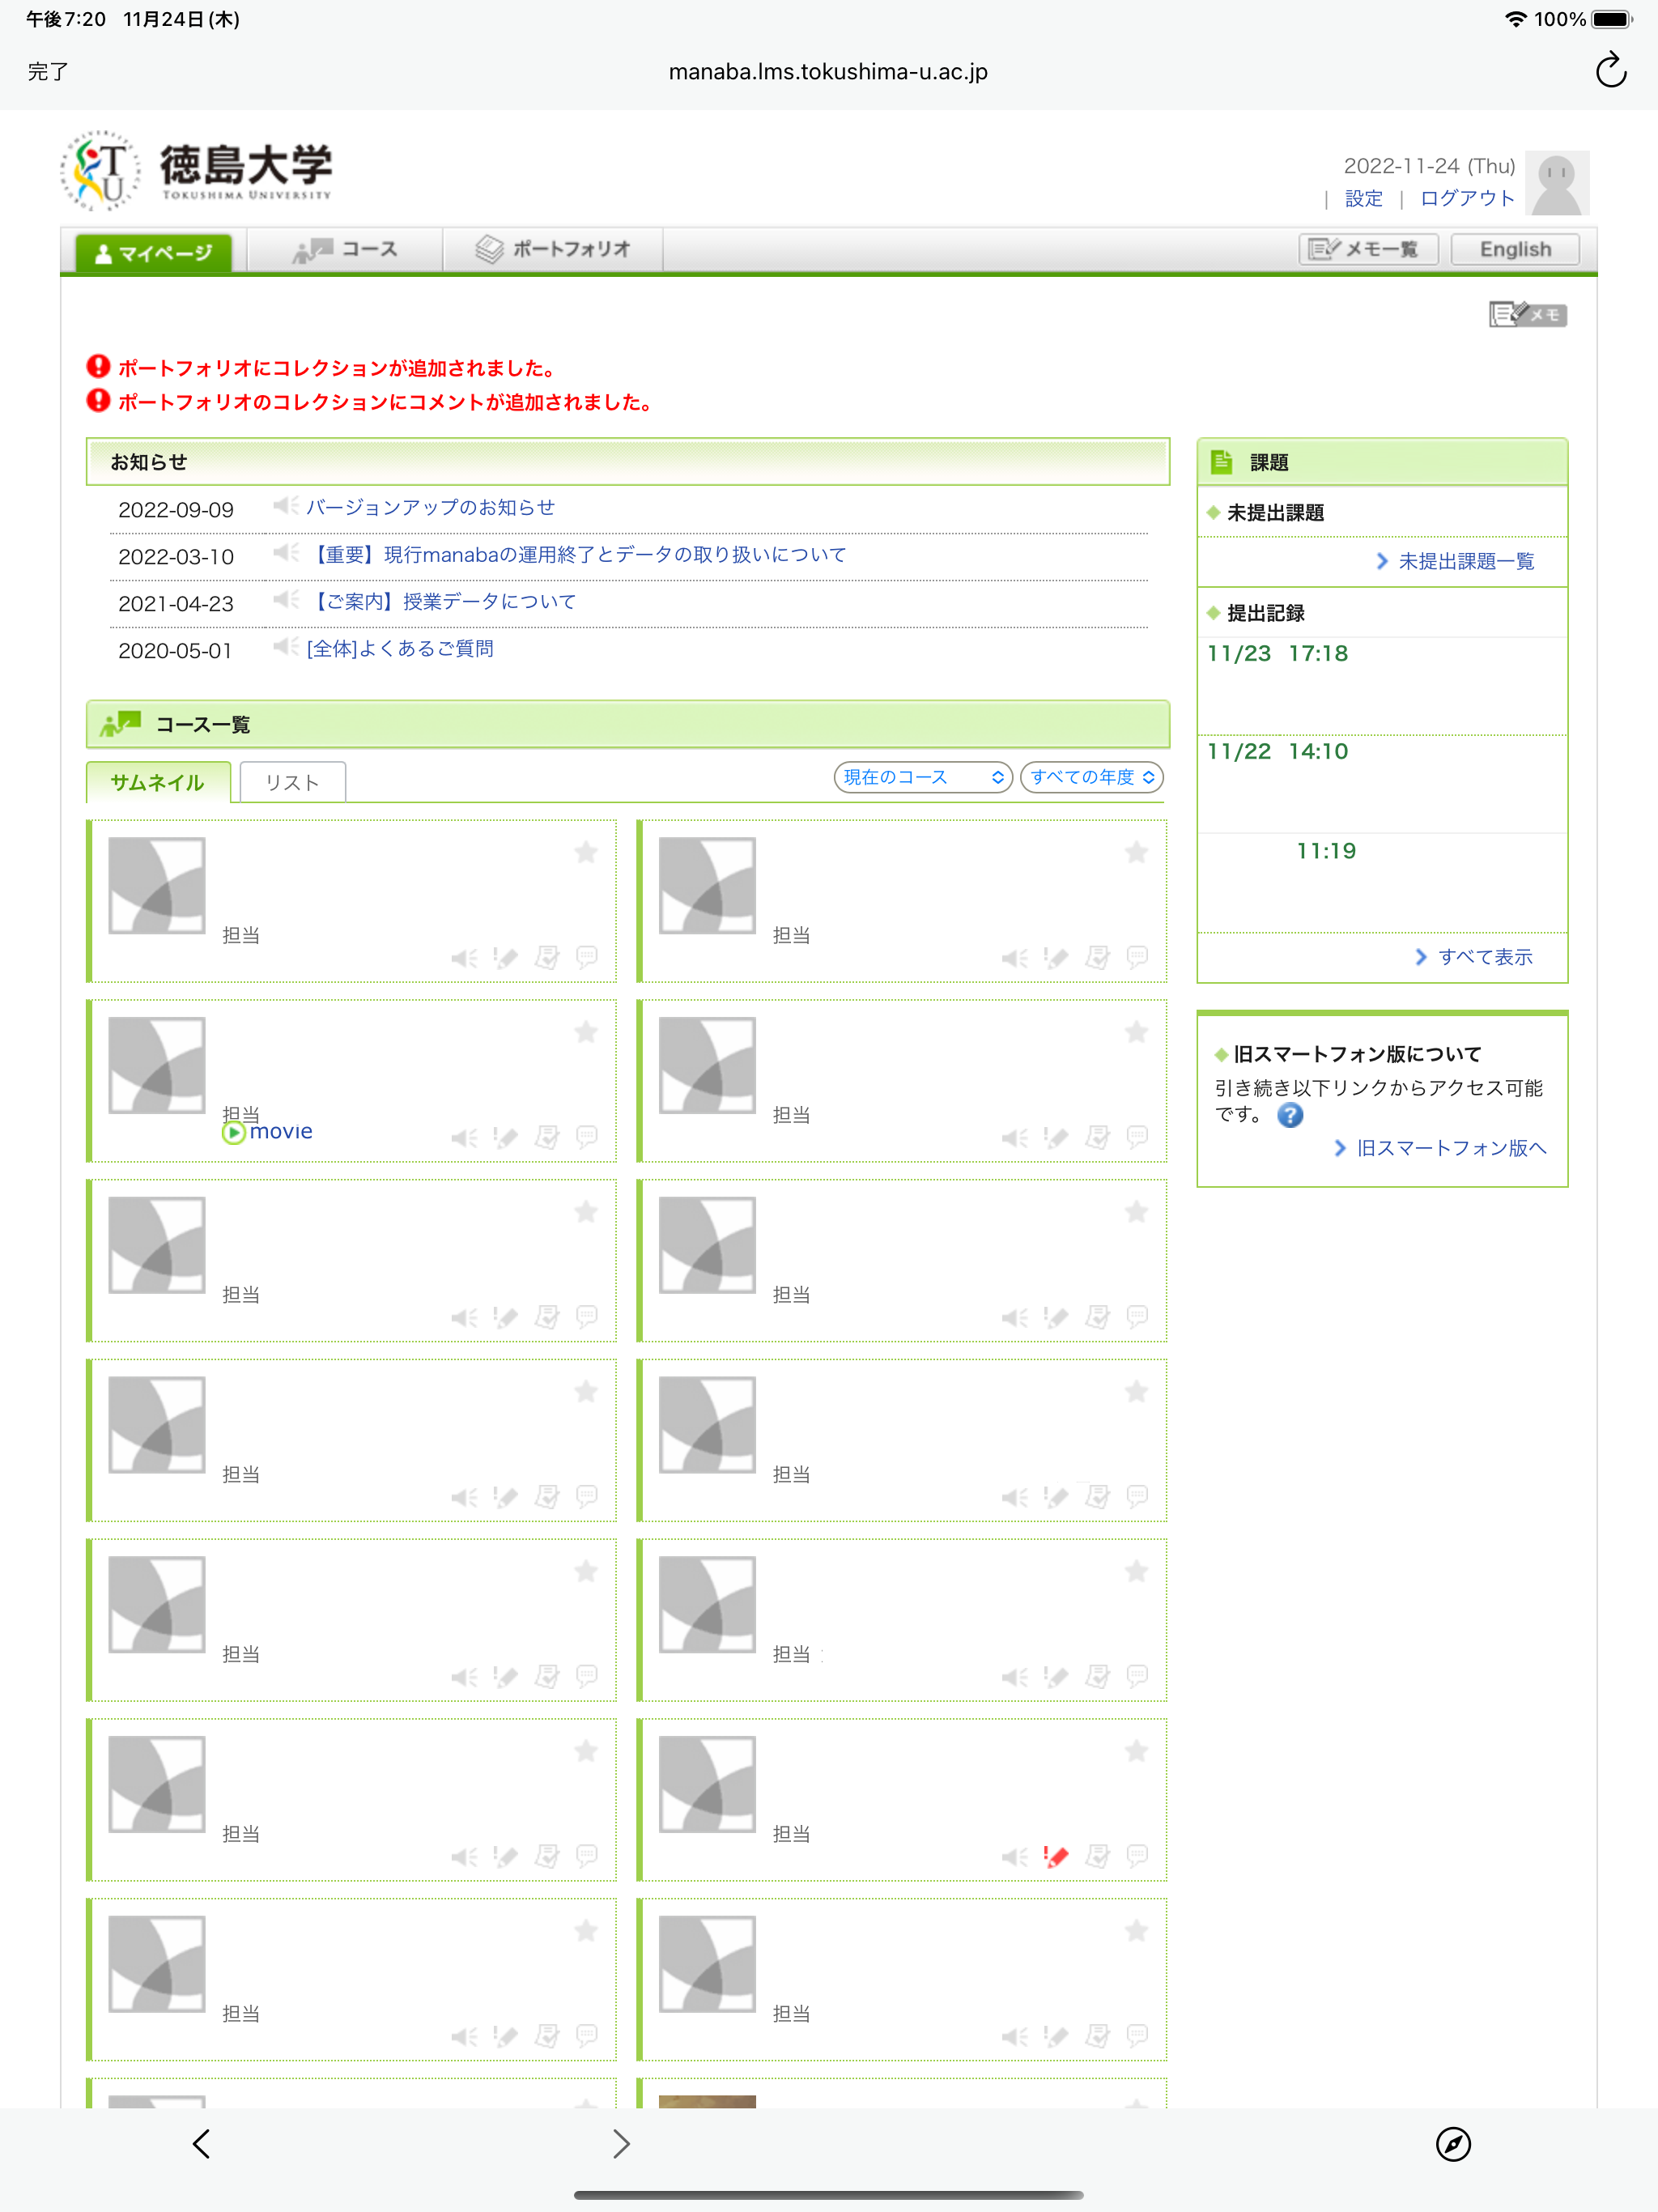 午後7:20 11月24日(木)
100%
完了
manaba.lms.tokushima-u.ac.jp
徳島大学
TOKUSHIMA UNIVERSITY
2022-11-24 (Thu)
| 設定 | ログアウト
マイページ
コース
ポートフォリオ
メモ一覧
English
メモ
ポートフォリオにコレクションが追加されました。
ポートフォリオのコレクションにコメントが追加されました。
お知らせ
2022-09-09 バージョンアップのお知らせ
2022-03-10 【重要】現行manabaの運用終了とデータの取り扱いについて
2021-04-23 【ご案内】授業データについて
2020-05-01 [全体]よくあるご質問
コース一覧
サムネイル
リスト
現在のコース
すべての年度
担当
担当
担当
movie
担当
担当
担当
担当
担当
担当
担当
担当
担当
担当
担当
課題
未提出課題
未提出課題一覧
提出記録
11/23 17:18
11/22 14:10
11:19
すべて表示
旧スマートフォン版について
引き続き以下リンクからアクセス可能
です。
旧スマートフォン版へ